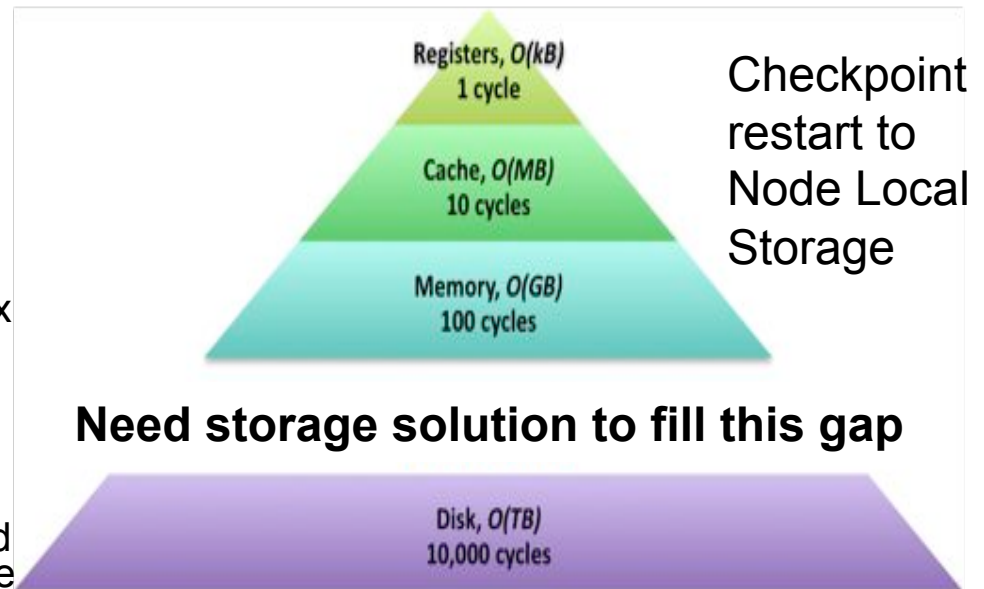 Registers, O(kB)
1 cycle
Checkpoint
restart to
Node Local
Storage
Cache, O(MB)
10 cycles
Memory, O(GB)
100 cycles
x
Need storage solution to fill this gap
Disk, O(TB)
10,000 cycles
d
e